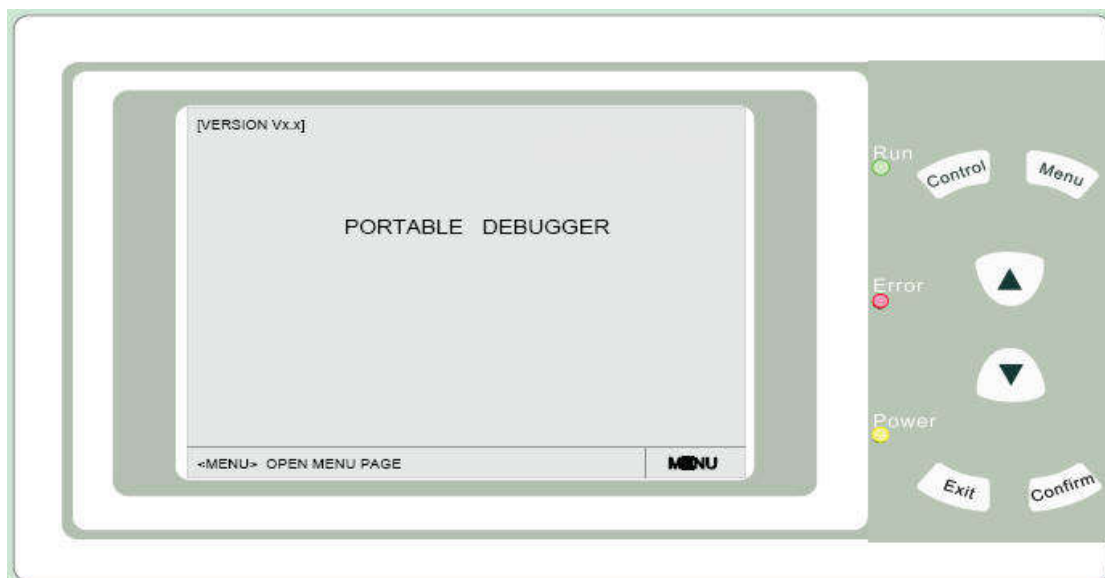 [VERSION Vx.x]
PORTABLE DEBUGGER
<MENU> OPEN MENU PAGE
MENU
Run
Control
Menu
Error
Power
Exit
Confirm